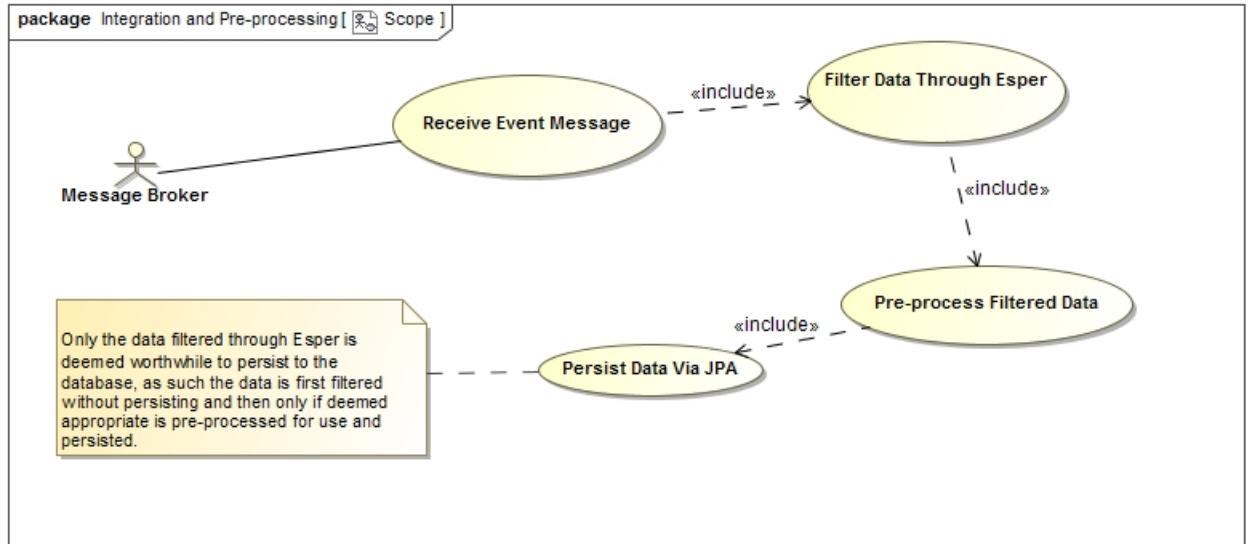 package Integration and Pre-processing [ Scope ]
Filter Data Through Esper
«include»
Receive Event Message
Message Broker
«include»
Pre-process Filtered Data
«include»
Persist Data Via JPA
Only the data filtered through Esper is
deemed worthwhile to persist to the
database, as such the data is first filtered
without persisting and then only if deemed
appropriate is pre-processed for use and
persisted.